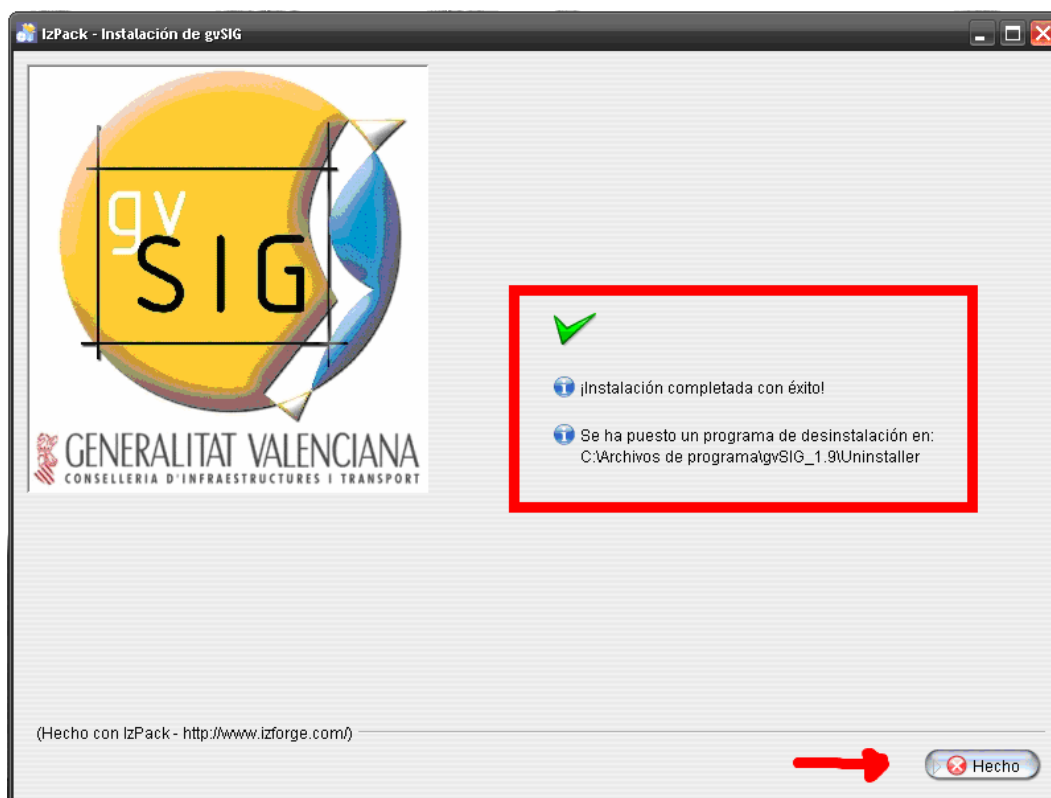 IzPack - Instalación de gvSIG
gv
SIG
GENERALITAT VALENCIANA
CONSELLERIA D'INFRAESTRUCTURES I TRANSPORT
¡Instalación completada con éxito!
Se ha puesto un programa de desinstalación en:
C:\Archivos de programa\gvSIG_1.9\Uninstaller
(Hecho con IzPack - http://www.izforge.com/)
Hecho